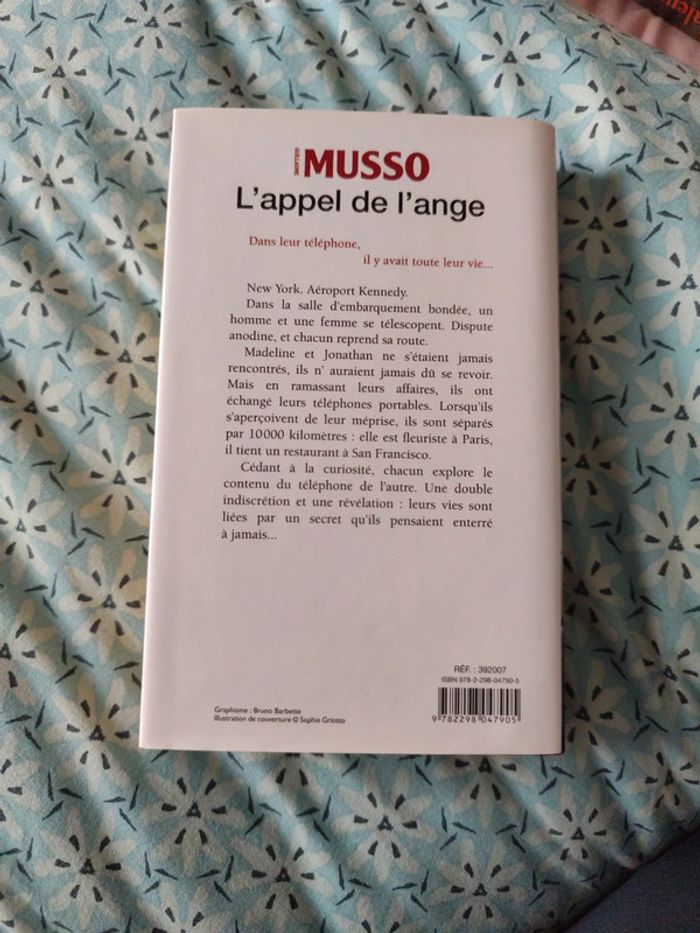 GUILLAUME
MUSSO
L'appel de l'ange
Dans leur téléphone,
il y avait toute leur vie...
New York. Aéroport Kennedy.
Dans la salle d'embarquement bondée, un
homme et une femme se télescopent. Dispute
anodine, et chacun reprend sa route.
Madeline et Jonathan ne s'étaient jamais
rencontrés, ils n' auraient jamais dû se revoir.
Mais en ramassant leurs affaires, ils ont
échangé leurs téléphones portables. Lorsqu'ils
s'aperçoivent de leur méprise, ils sont séparés
par 10000 kilomètres : elle est fleuriste à Paris,
il tient un restaurant à San Francisco.
Cédant à la curiosité, chacun explore le
contenu du téléphone de l'autre. Une double
indiscrétion et une révélation : leurs vies sont
liées par un secret qu'ils pensaient enterré
à jamais...
RÉF. : 392007
ISBN 978-2-298-04790-5
9 782298 047905
Graphisme : Bruno Barbetta
Illustration de couverture © Sophie Griotto